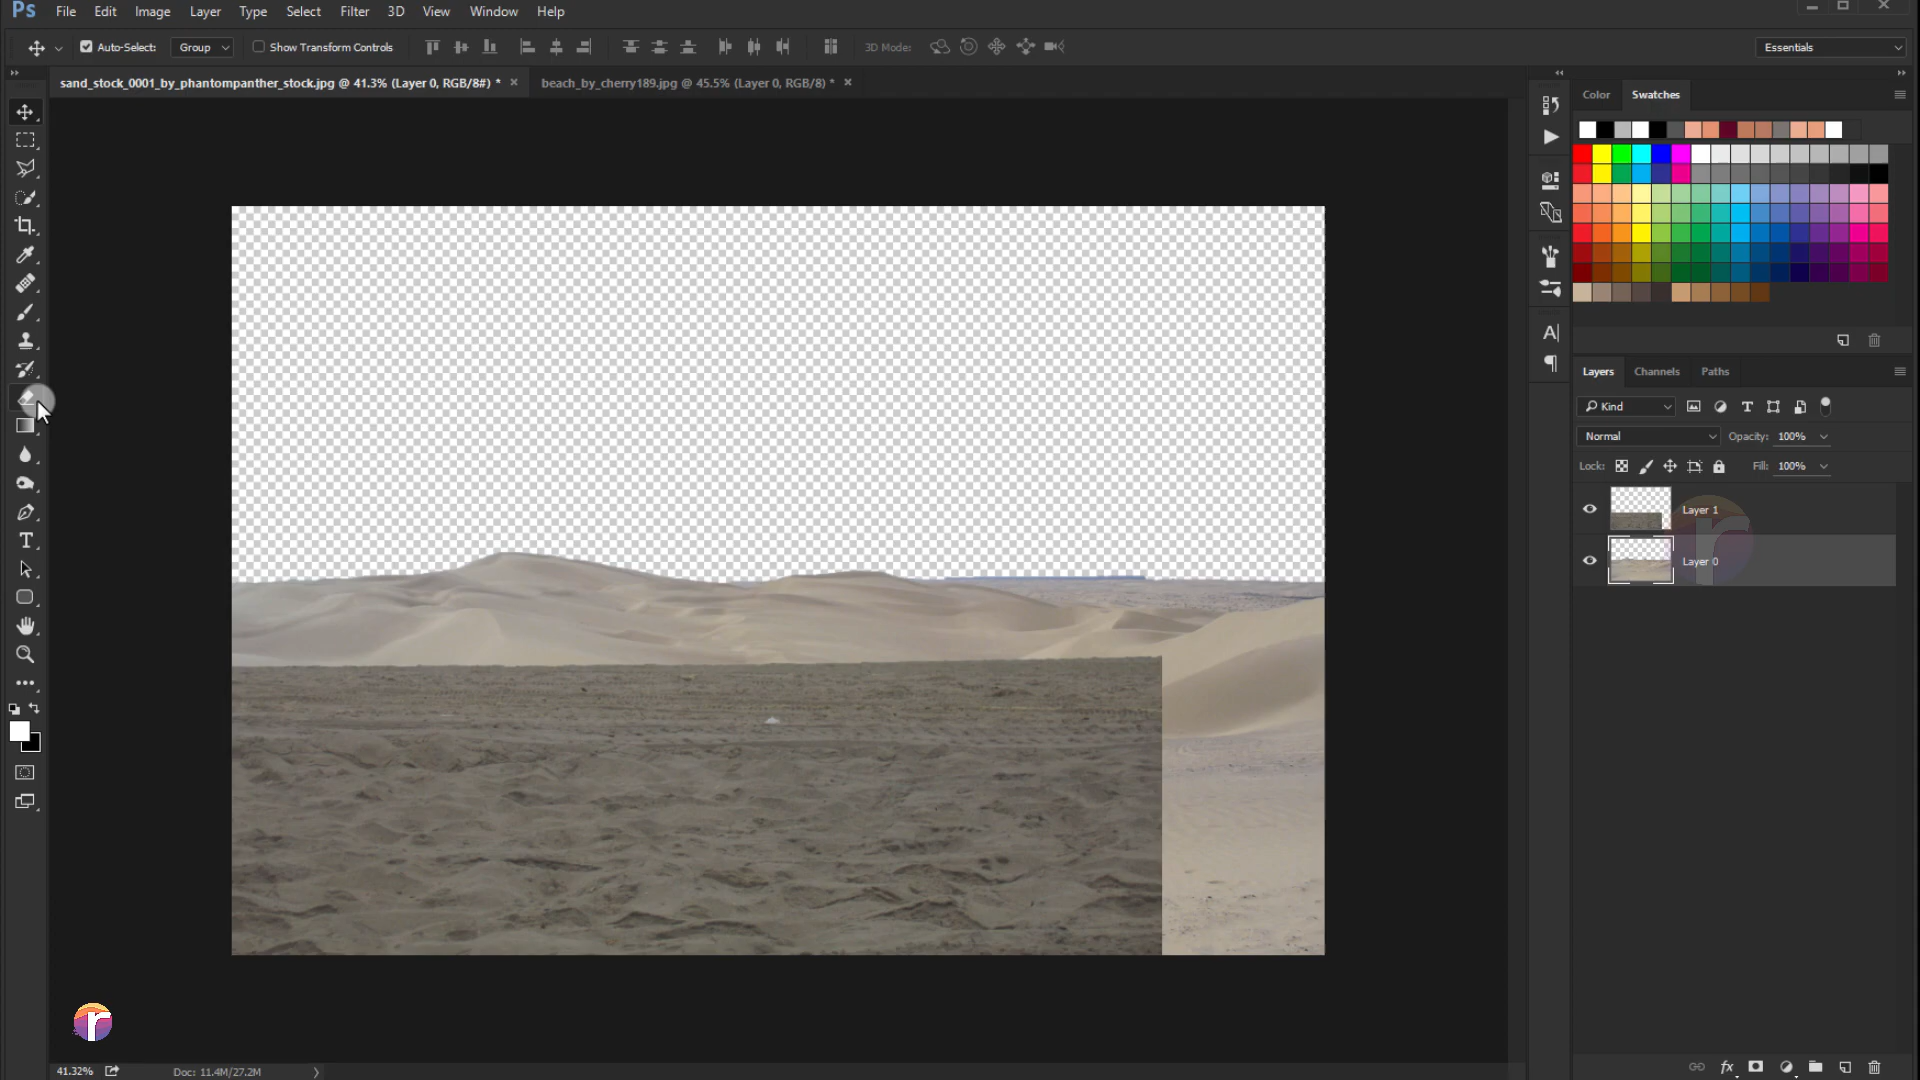 Ps File Edit Image Layer Type Select Filter 3D View Window Help
Auto-Select: Group Show Transform Controls 3D Mode: Essentials
sand_stock_0001_by_phantompanther_stock.jpg @ 41.3% (Layer 0, RGB/8#) * × beach_by_cherry189.jpg @ 45.5% (Layer 0, RGB/8) * ×
Color Swatches
Layers Channels Paths
Kind
Normal Opacity: 100%
Lock: Fill: 100%
Layer 1
Layer 0
r
r
41.32% Doc: 11.4M/27.2M
fx